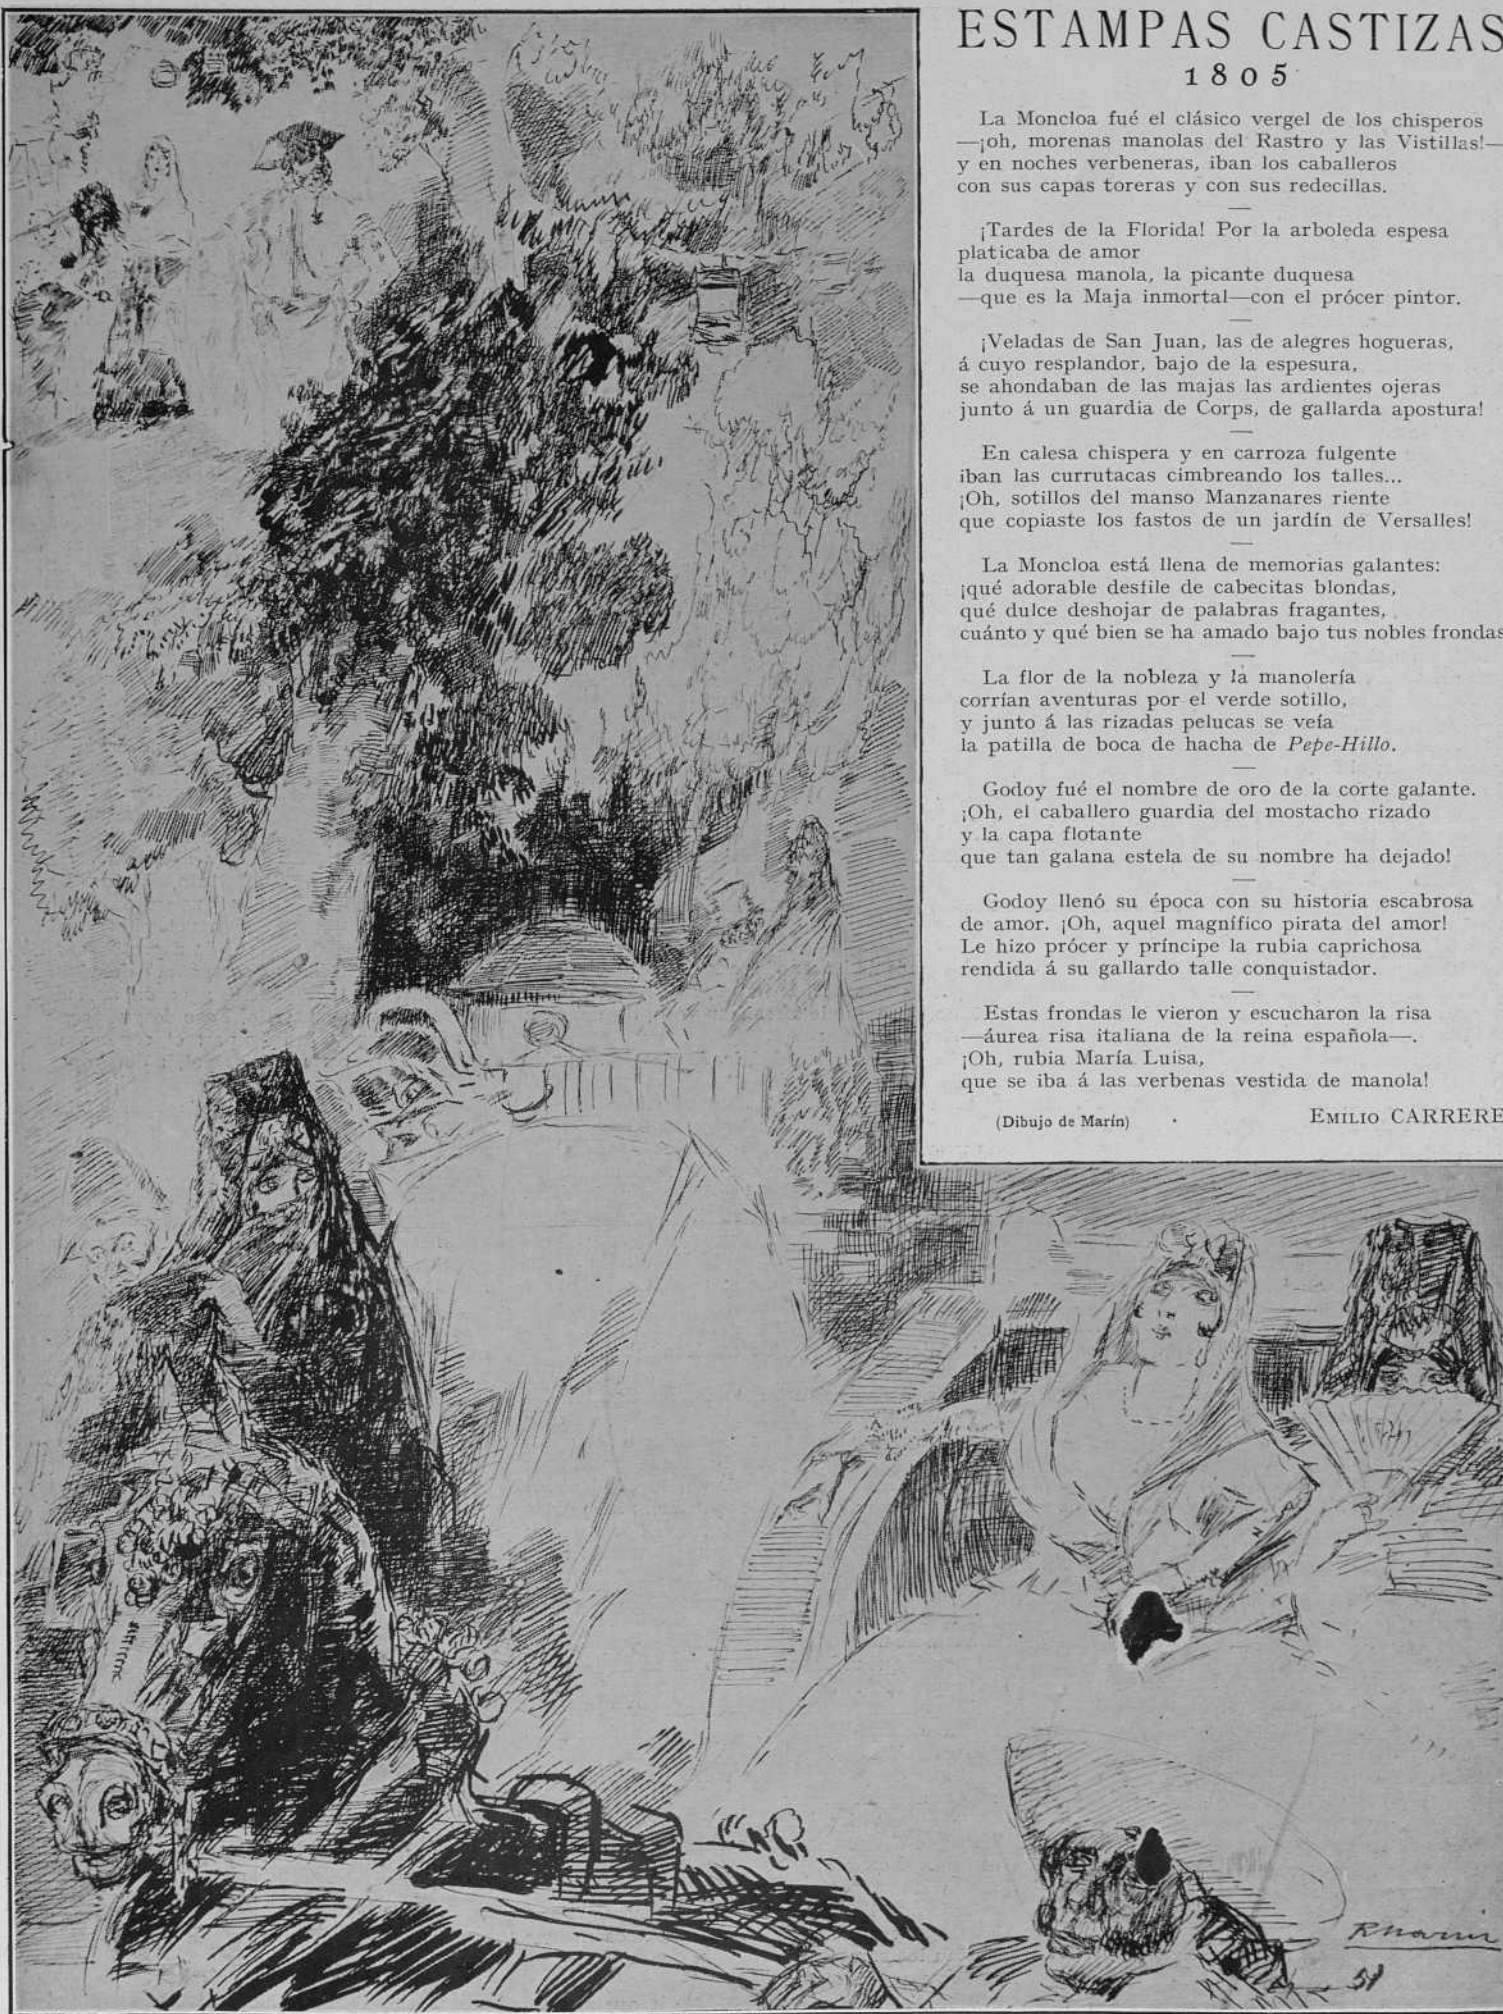 ESTAMPAS CASTIZAS
1805
La Moncloa fué el clásico vergel de los chisperos
—¡oh, morenas manolas del Rastro y las Vistillas!—
y en noches verbeneras, iban los caballeros
con sus capas toreras y con sus redecillas.
¡Tardes de la Florida! Por la arboleda espesa
platicaba de amor
la duquesa manola, la picante duquesa
—que es la Maja inmortal—con el prócer pintor.
¡Veladas de San Juan, las de alegres hogueras,
á cuyo resplandor, bajo de la espesura,
se ahondaban de las majas las ardientes ojeras
junto á un guardia de Corps, de gallarda apostura!
En calesa chispera y en carroza fulgente
iban las currutacas cimbreando los talles...
¡Oh, sotillos del manso Manzanares riente
que copiaste los fastos de un jardín de Versalles!
La Moncloa está llena de memorias galantes:
¡qué adorable desfile de cabecitas blondas,
qué dulce deshojar de palabras fragantes,
cuánto y qué bien se ha amado bajo tus nobles frondas
La flor de la nobleza y la manolería
corrían aventuras por el verde sotillo,
y junto á las rizadas pelucas se veía
la patilla de boca de hacha de Pepe-Hillo.
Godoy fué el nombre de oro de la corte galante.
¡Oh, el caballero guardia del mostacho rizado
y la capa flotante
que tan galana estela de su nombre ha dejado!
Godoy llenó su época con su historia escabrosa
de amor. ¡Oh, aquel magnífico pirata del amor!
Le hizo prócer y príncipe la rubia caprichosa
rendida á su gallardo talle conquistador.
Estas frondas le vieron y escucharon la risa
—áurea risa italiana de la reina española—.
¡Oh, rubia María Luisa,
que se iba á las verbenas vestida de manola!
(Dibujo de Marín)
EMILIO CARRERE
R Marin